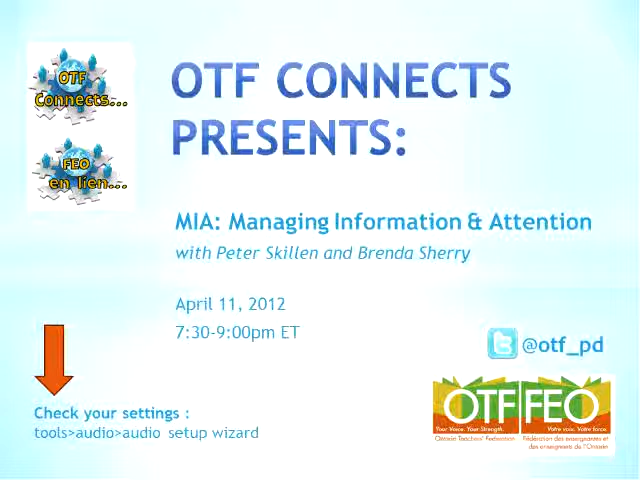 OTF
Connects...
FEO
en lien...
OTF CONNECTS
PRESENTS:
MIA: Managing Information & Attention
with Peter Skillen and Brenda Sherry
April 11, 2012
7:30-9:00pm ET
@otf_pd
Check your settings :
tools>audio>audio setup wizard
OTF FEO
Your Voice. Your Strength. Votre voix. Votre force.
Ontario Teachers' Federation Fédération des enseignantes et
des enseignants de l'Ontario